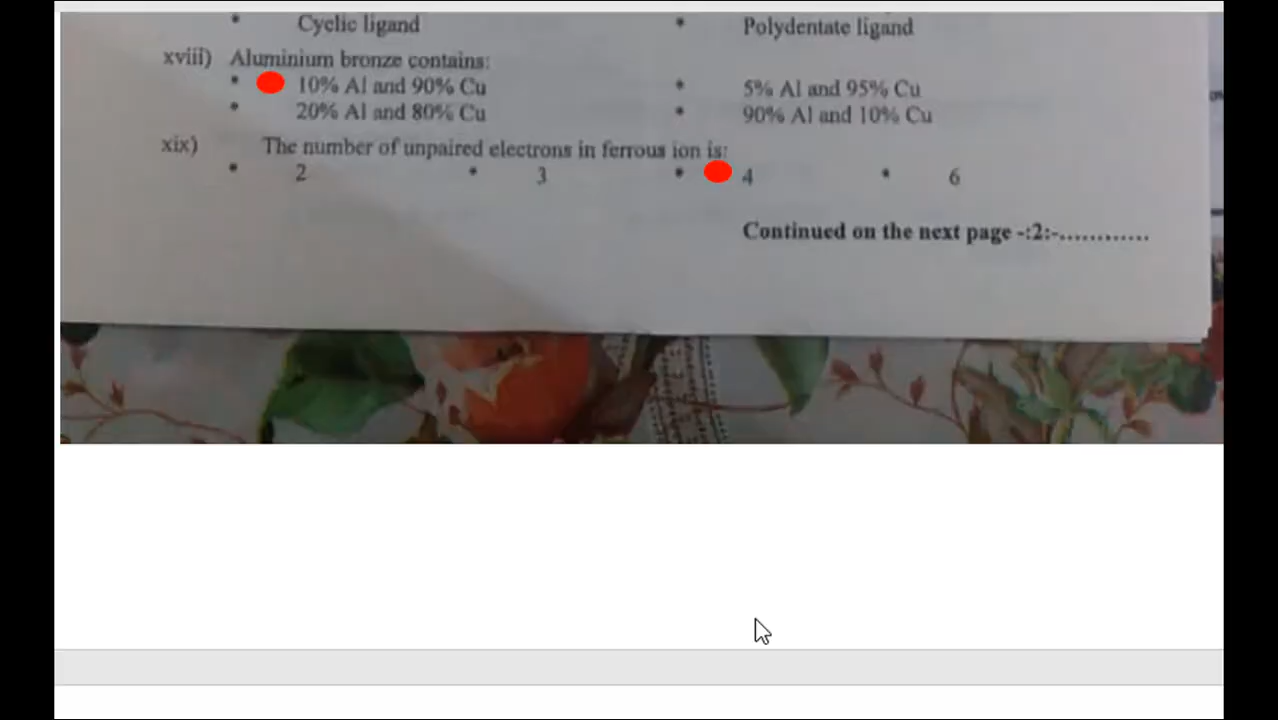 Cyclic ligand Polydentate ligand
xviii) Aluminium bronze contains:
10% Al and 90% Cu 5% Al and 95% Cu
20% Al and 80% Cu 90% Al and 10% Cu
xix) The number of unpaired electrons in ferrous ion is:
2 3 4 6
Continued on the next page -:2:-............